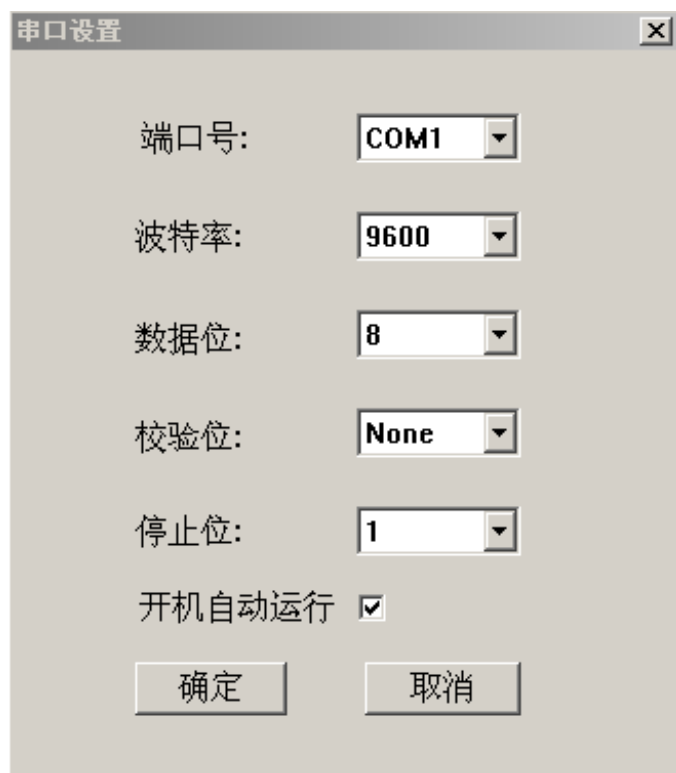 串口设置
端口号: COM1
波特率: 9600
数据位: 8
校验位: None
停止位: 1
开机自动运行
确定 取消